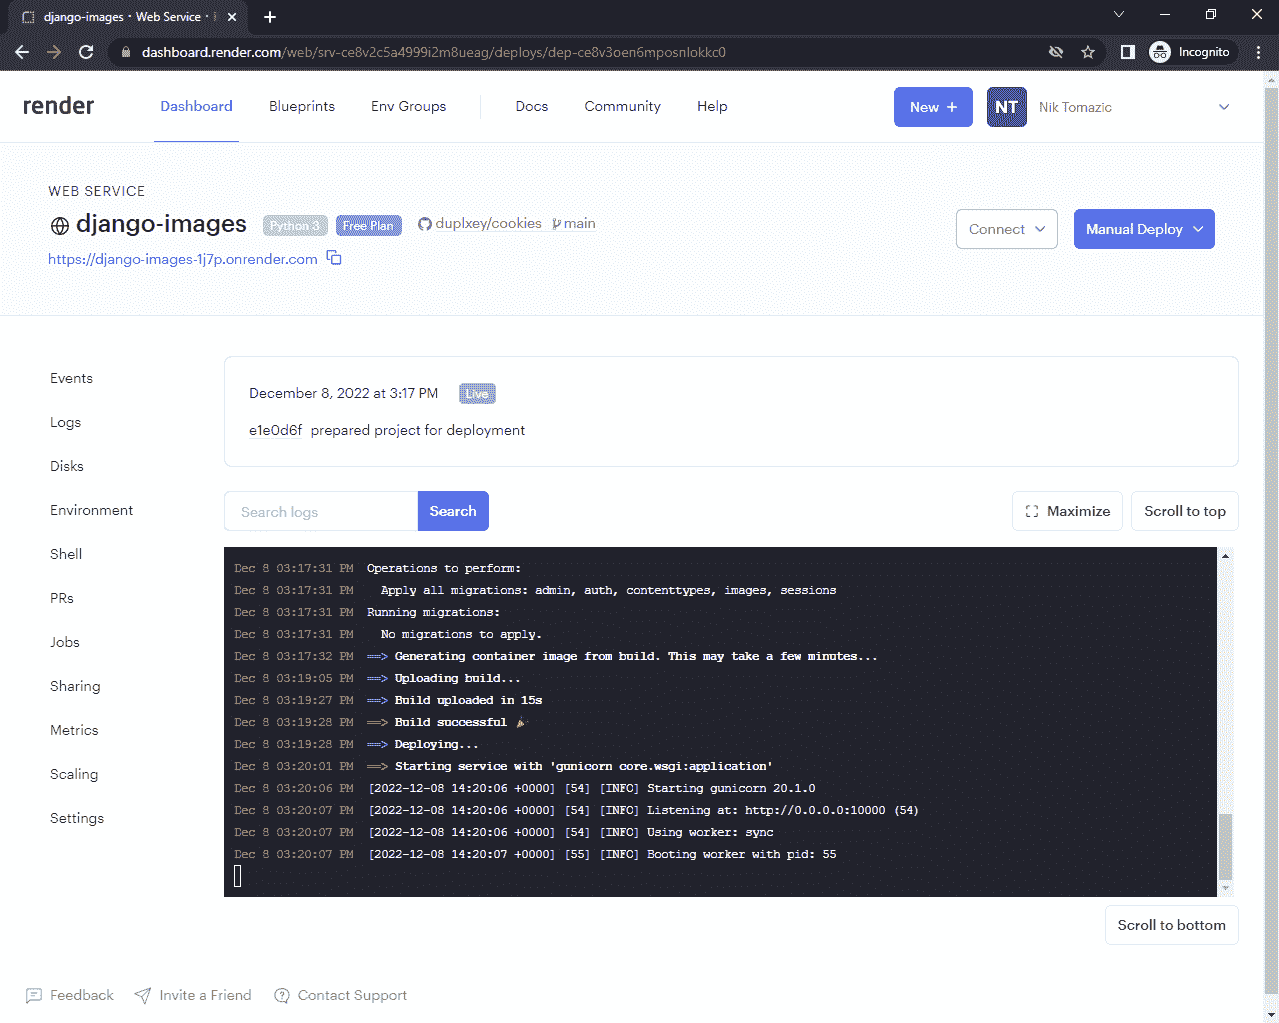 django-images · Web Service ·
dashboard.render.com/web/srv-ce8v2c5a4999i2m8ueag/deploys/dep-ce8v3oen6mposnlokkc0
Incognito
render
Dashboard Blueprints Env Groups Docs Community Help New + NT Nik Tomazic
WEB SERVICE
django-images Python 3 Free Plan duplxey/cookies main
Connect Manual Deploy
https://django-images-1j7p.onrender.com
Events
Logs
Disks
Environment
Shell
PRs
Jobs
Sharing
Metrics
Scaling
Settings
December 8, 2022 at 3:17 PM Live
e1e0d6f prepared project for deployment
Search logs Search Maximize Scroll to top
Dec 8 03:17:31 PM Operations to perform:
Dec 8 03:17:31 PM Apply all migrations: admin, auth, contenttypes, images, sessions
Dec 8 03:17:31 PM Running migrations:
Dec 8 03:17:31 PM No migrations to apply.
Dec 8 03:17:32 PM ==> Generating container image from build. This may take a few minutes...
Dec 8 03:19:05 PM ==> Uploading build...
Dec 8 03:19:27 PM ==> Build uploaded in 15s
Dec 8 03:19:28 PM ==> Build successful 🎉
Dec 8 03:19:28 PM ==> Deploying...
Dec 8 03:20:01 PM ==> Starting service with 'gunicorn core.wsgi:application'
Dec 8 03:20:06 PM [2022-12-08 14:20:06 +0000] [54] [INFO] Starting gunicorn 20.1.0
Dec 8 03:20:07 PM [2022-12-08 14:20:06 +0000] [54] [INFO] Listening at: http://0.0.0.0:10000 (54)
Dec 8 03:20:07 PM [2022-12-08 14:20:06 +0000] [54] [INFO] Using worker: sync
Dec 8 03:20:07 PM [2022-12-08 14:20:07 +0000] [55] [INFO] Booting worker with pid: 55
Scroll to bottom
Feedback Invite a Friend Contact Support